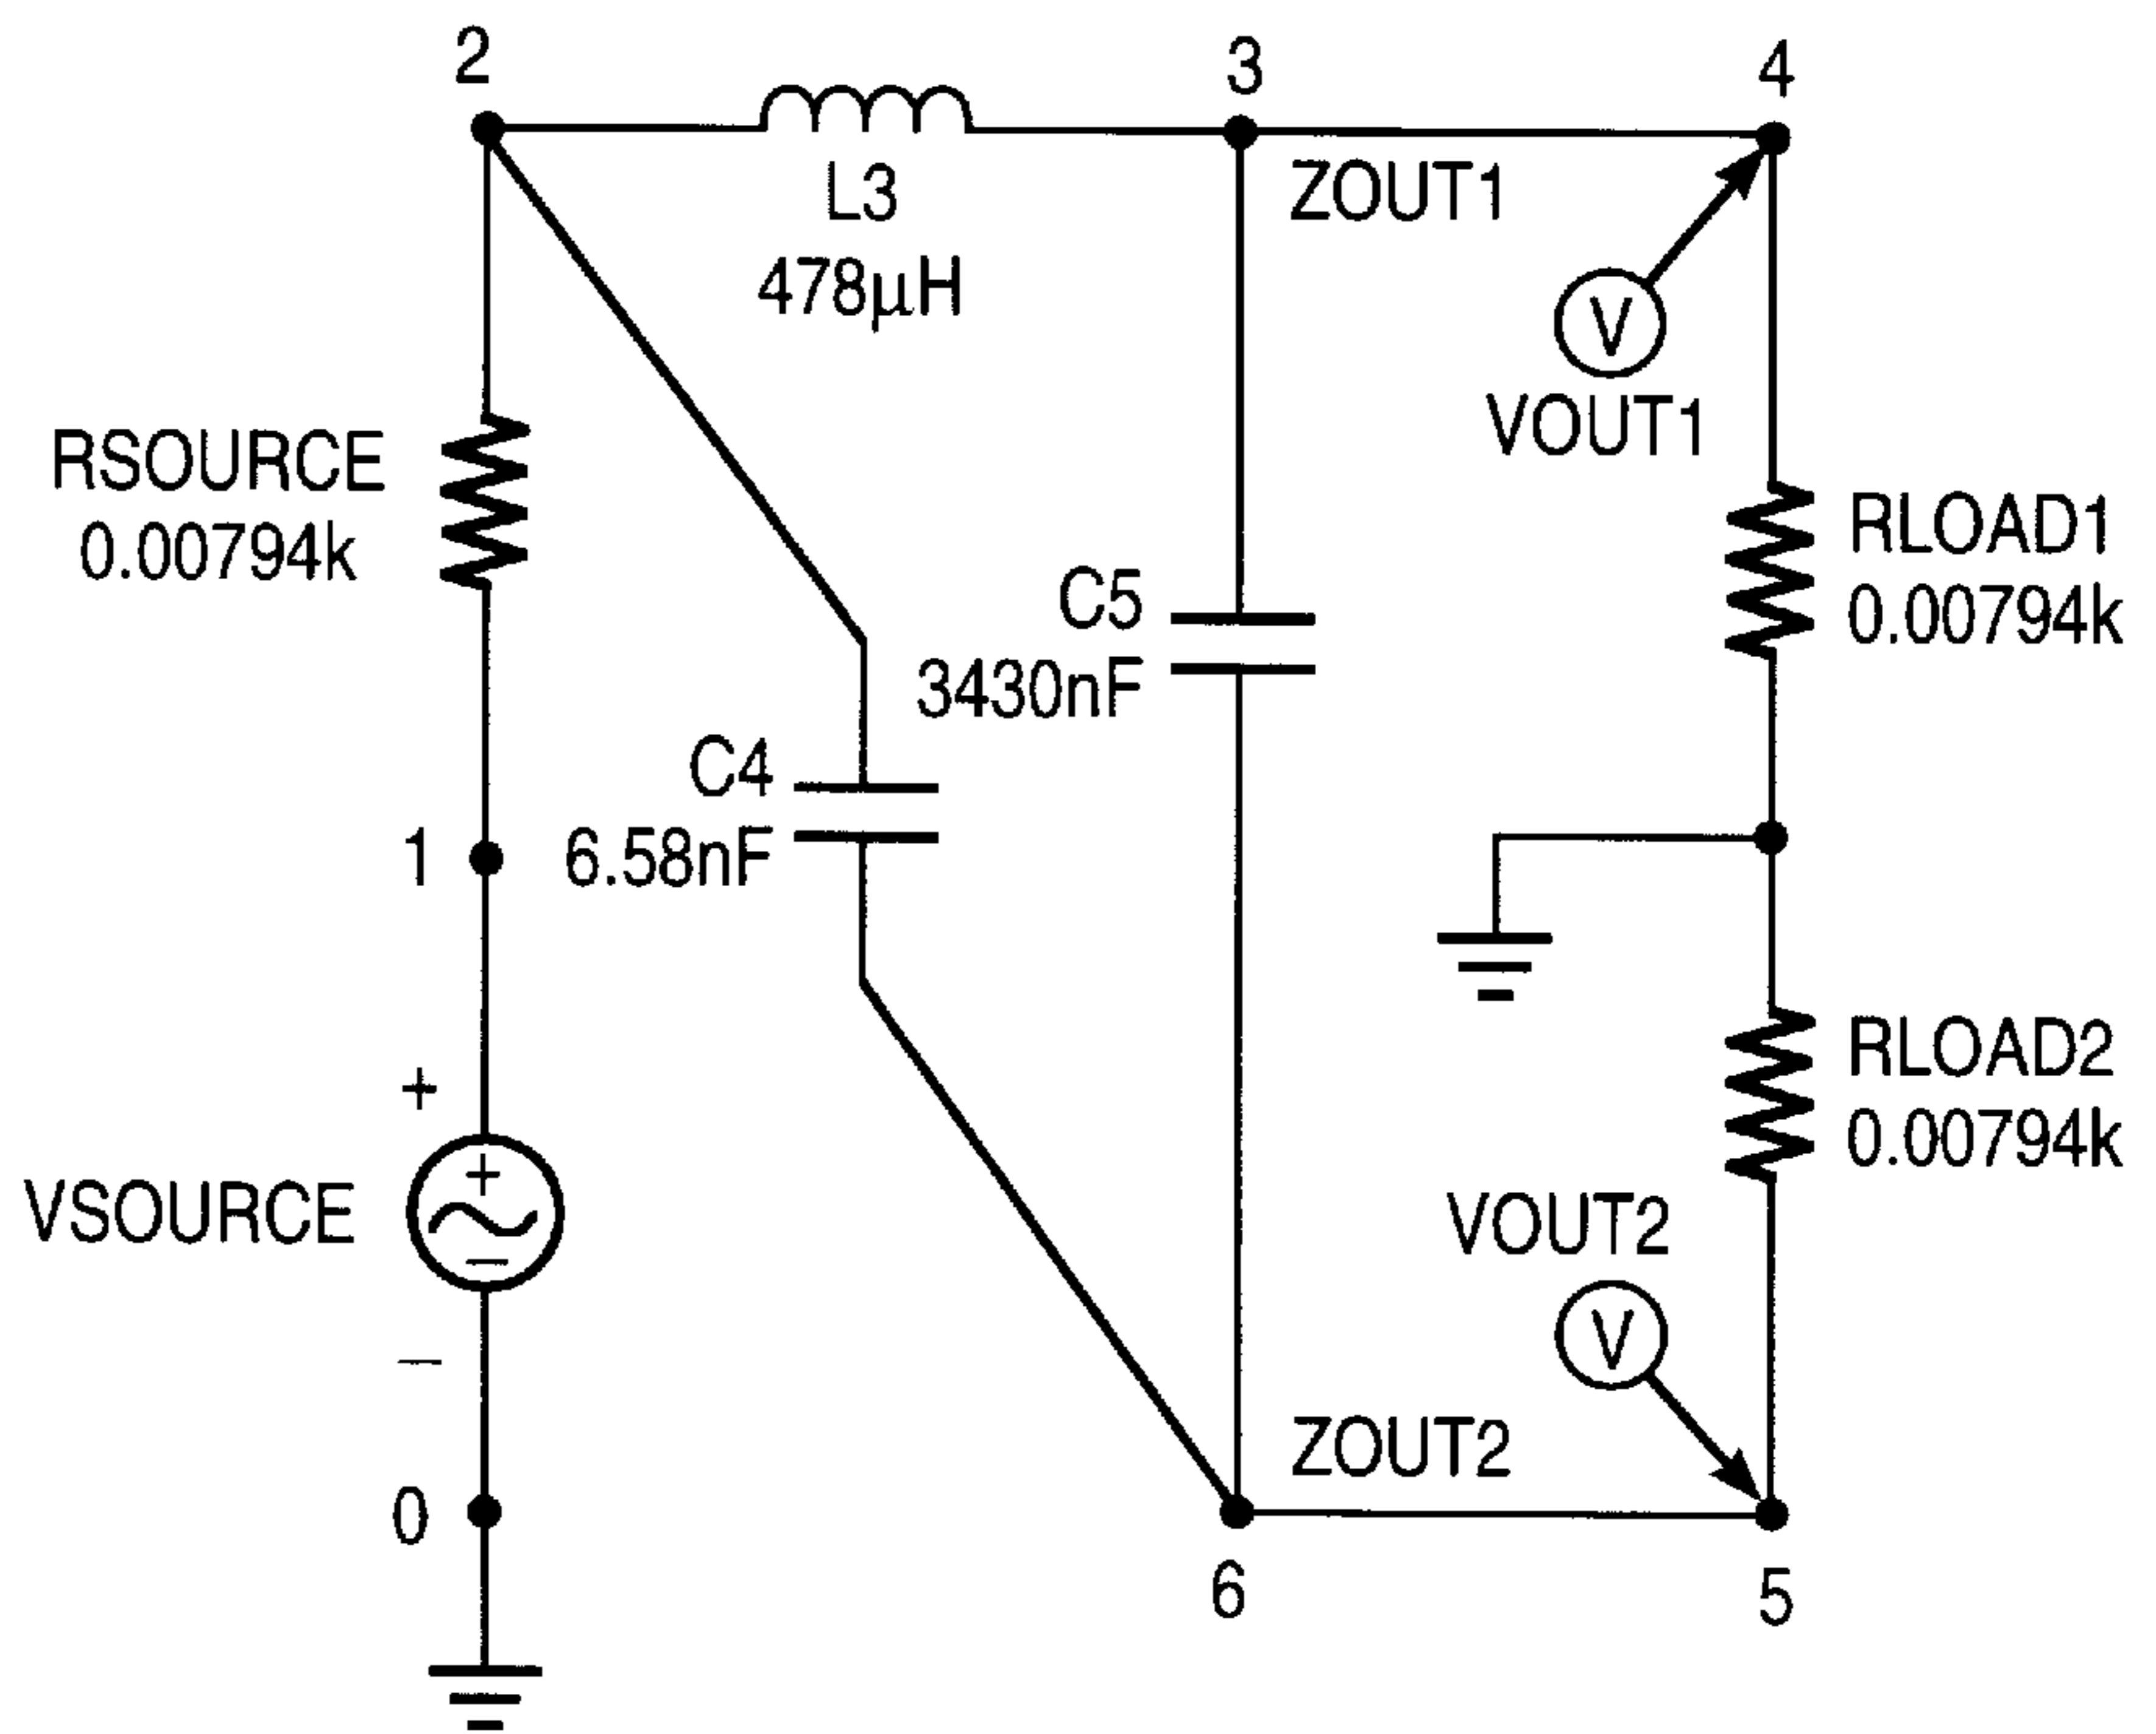 2
3
4
L3
478μH
ZOUT1
V
VOUT1
RSOURCE
0.00794k
RLOAD1
0.00794k
C5
3430nF
C4
6.58nF
1
RLOAD2
0.00794k
+
+
VSOURCE
–
–
VOUT2
V
ZOUT2
0
6
5